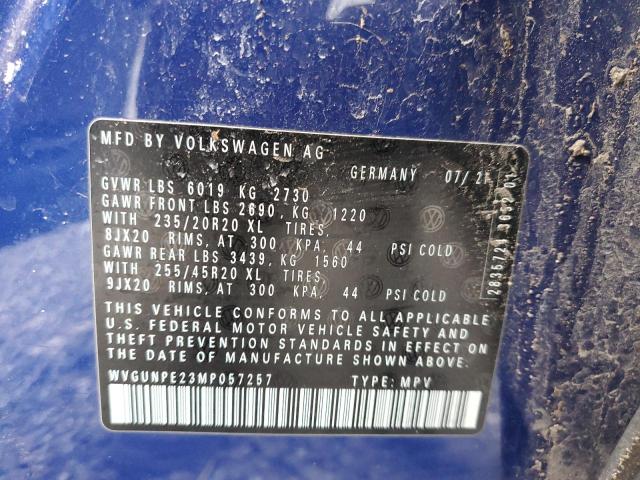 MFD BY VOLKSWAGEN AG
GERMANY 07/21
GVWR LBS 6019 KG 2730
GAWR FRONT LBS 2690, KG 1220
WITH 235/20R20 XL TIRES,
8JX20 RIMS, AT 300 KPA, 44 PSI COLD
GAWR REAR LBS 3439, KG 1560
WITH 255/45R20 XL TIRES,
9JX20 RIMS, AT 300 KPA, 44 PSI COLD
THIS VEHICLE CONFORMS TO ALL APPLICABLE
U.S. FEDERAL MOTOR VEHICLE SAFETY AND
THEFT PREVENTION STANDARDS IN EFFECT ON
THE DATE OF MANUFACTURE SHOWN ABOVE.
WVGUNPE23MP057257 TYPE: MPV